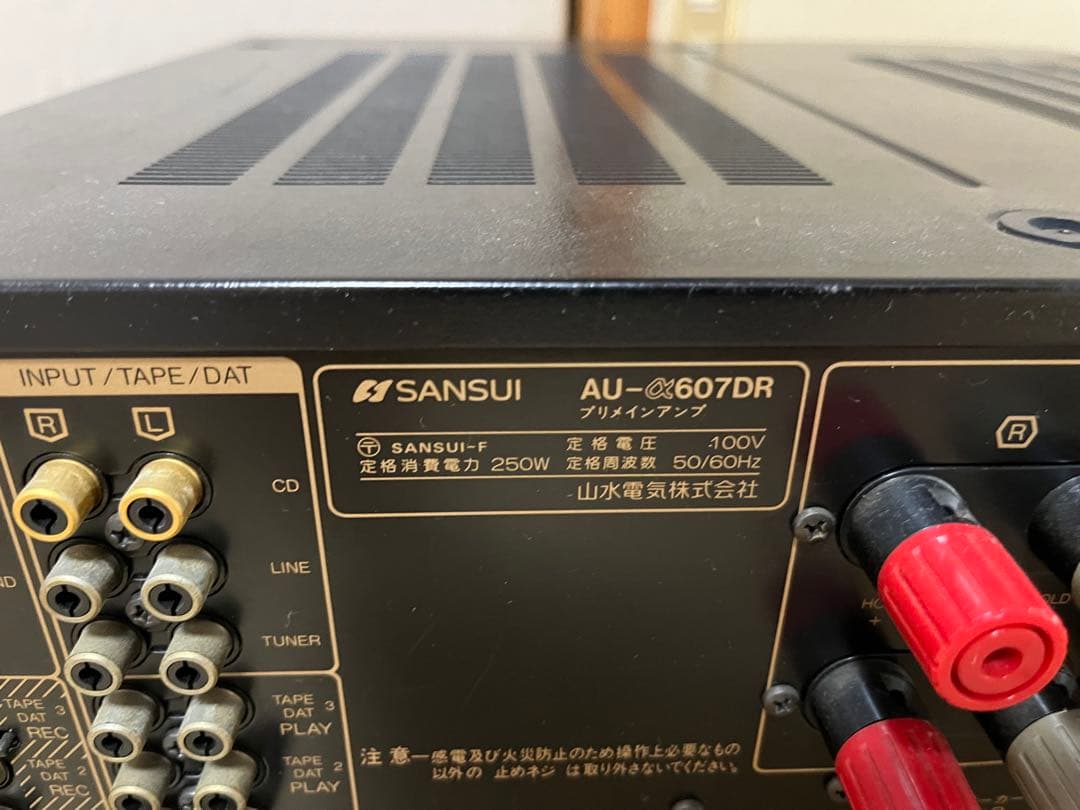 INPUT/TAPE/DAT
R L
CD
LINE
TUNER
TAPE DAT 3
PLAY
TAPE DAT 2
PLAY
TAPE
DAT 3
REC
TAPE
DAT 2
REC
SANSUI AU-α607DR
プリメインアンプ
〒 SANSUI-F 定格電圧 100V
定格消費電力 250W 定格周波数 50/60Hz
山水電気株式会社
R
注意—感電及び火災防止のため操作上必要なもの
以外の 止めネジ は取り外さないでください。